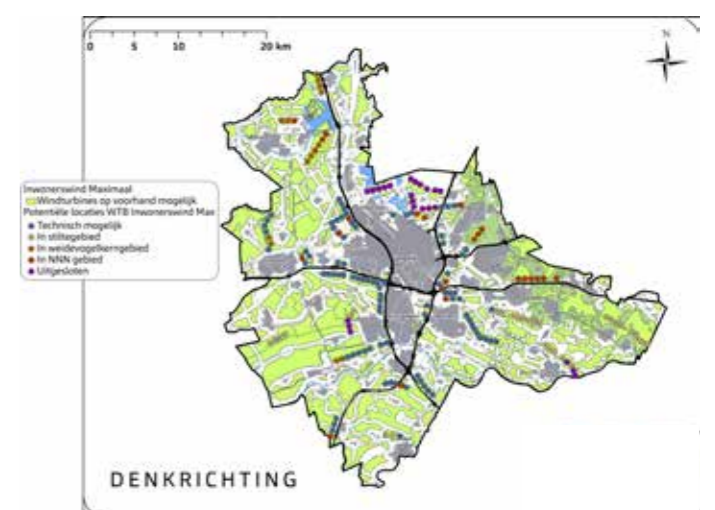 0 5 10 20 km
N
Inwonerswind Maximaal
Windturbines op voorhand mogelijk
Potentiële locaties WTB Inwonerswind Max
Technisch mogelijk
In stiltegebied
In weidevogelkerngebied
In NNN gebied
Uitgesloten
DENKRICHTING